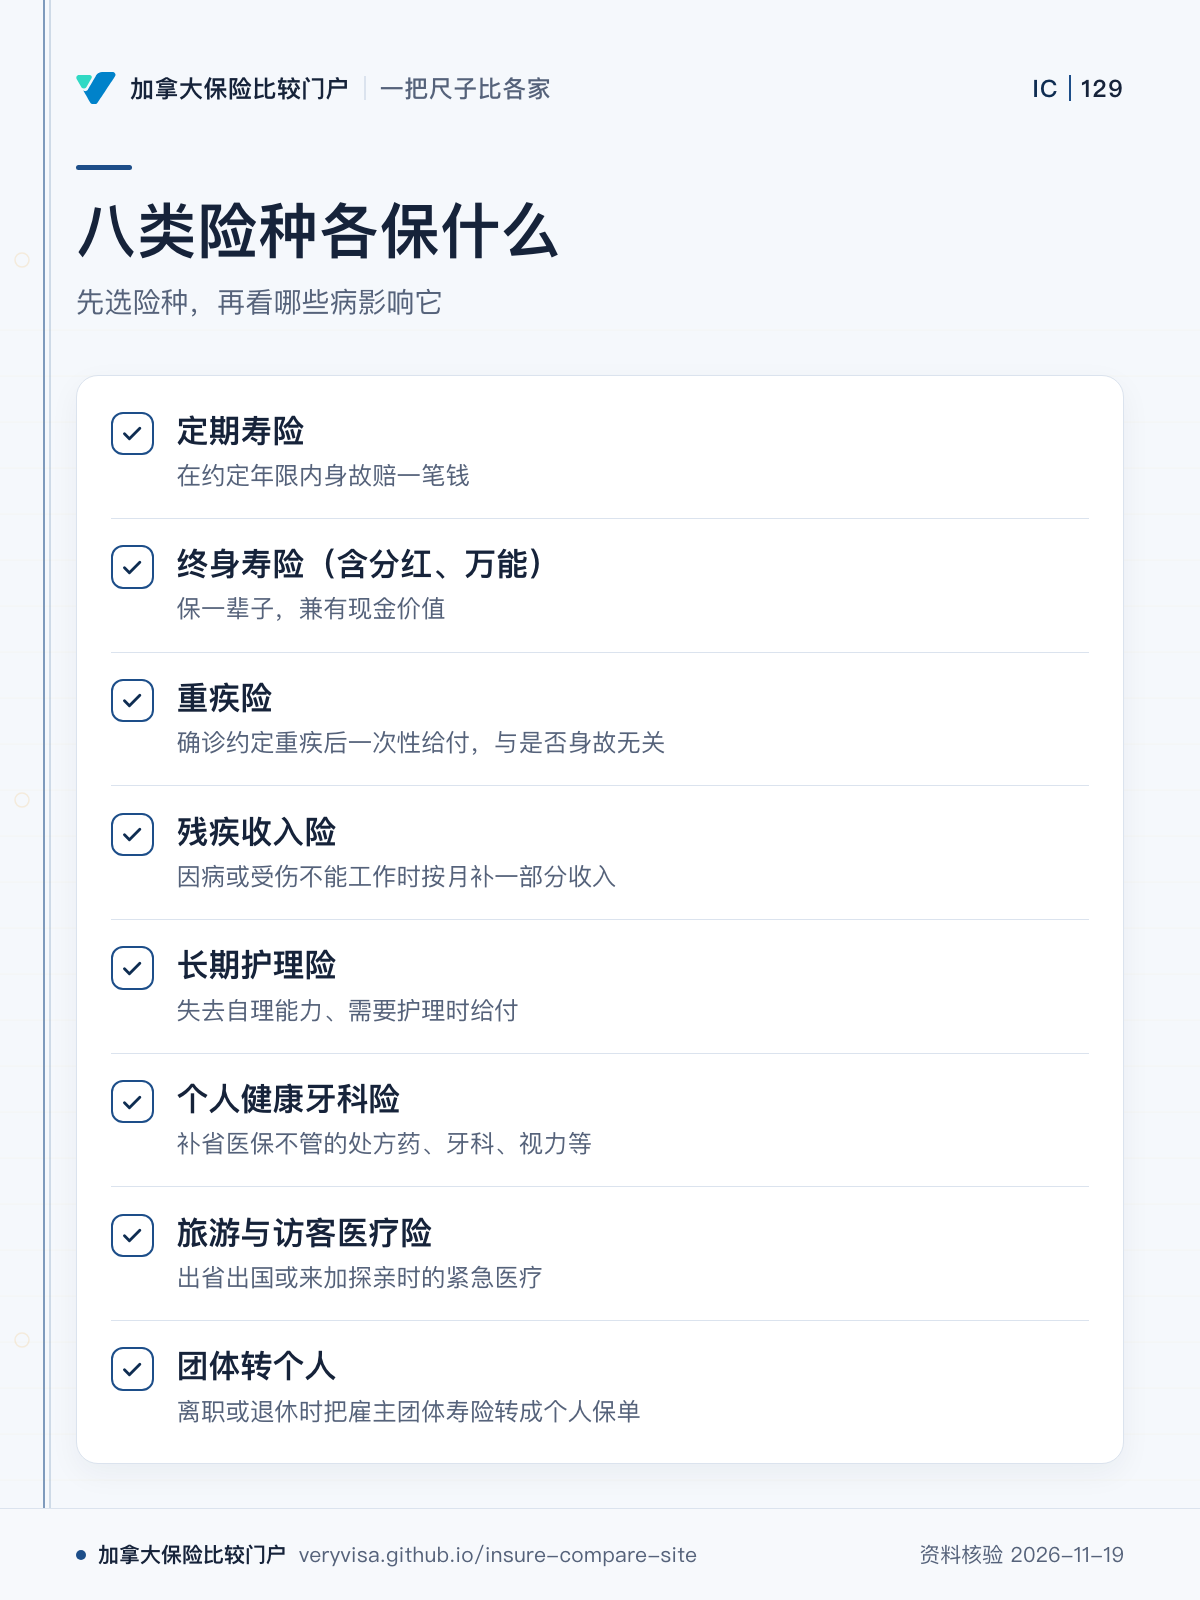 加拿大保险比较门户 | 一把尺子比各家
IC | 129
八类险种各保什么
先选险种，再看哪些病影响它
定期寿险
在约定年限内身故赔一笔钱
终身寿险（含分红、万能）
保一辈子，兼有现金价值
重疾险
确诊约定重疾后一次性给付，与是否身故无关
残疾收入险
因病或受伤不能工作时按月补一部分收入
长期护理险
失去自理能力、需要护理时给付
个人健康牙科险
补省医保不管的处方药、牙科、视力等
旅游与访客医疗险
出省出国或来加探亲时的紧急医疗
团体转个人
离职或退休时把雇主团体寿险转成个人保单
加拿大保险比较门户 veryvisa.github.io/insure-compare-site
资料核验 2026-11-19